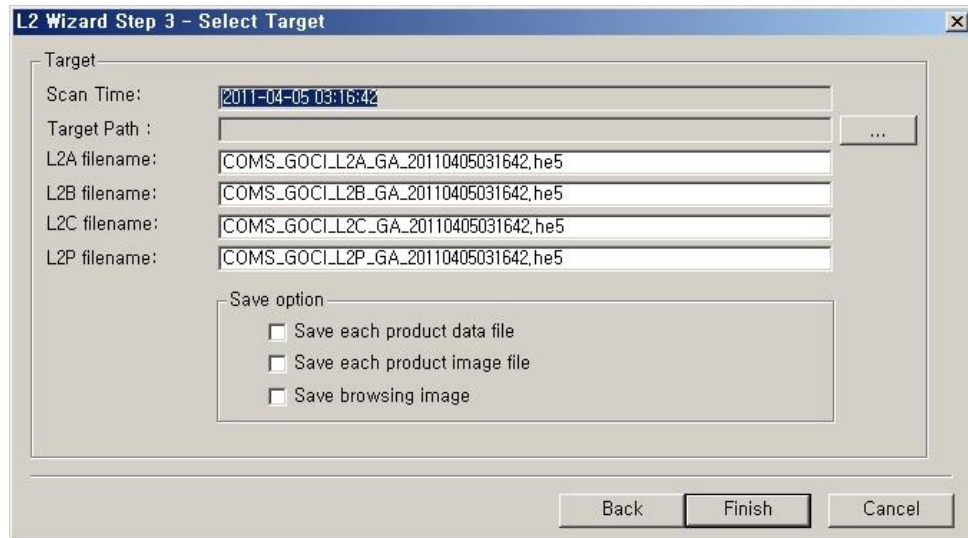 L2 Wizard Step 3 - Select Target
Target
Scan Time: 2011-04-05 03:16:42
Target Path : ...
L2A filename: COMS_GOCI_L2A_GA_20110405031642.he5
L2B filename: COMS_GOCI_L2B_GA_20110405031642.he5
L2C filename: COMS_GOCI_L2C_GA_20110405031642.he5
L2P filename: COMS_GOCI_L2P_GA_20110405031642.he5
Save option
Save each product data file
Save each product image file
Save browsing image
Back Finish Cancel